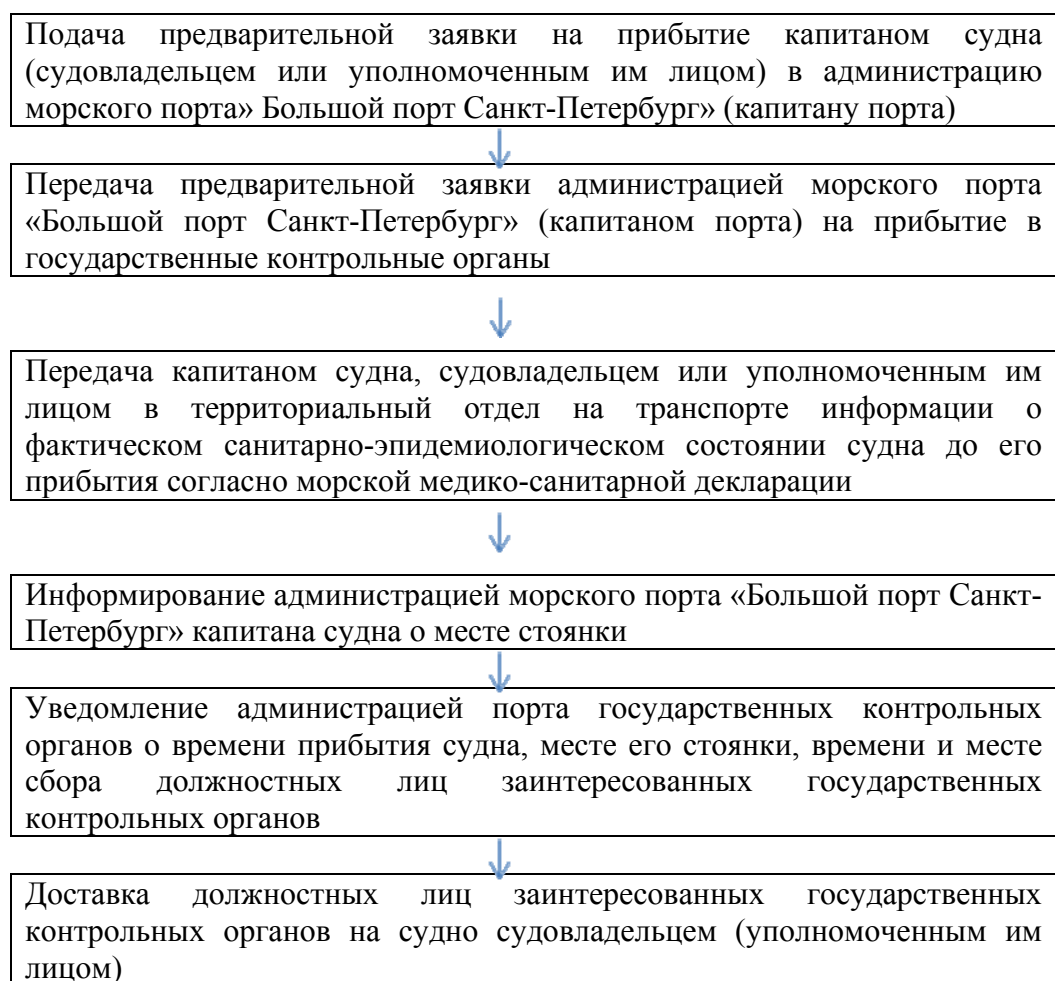 Подача предварительной заявки на прибытие капитаном судна
(судовладельцем или уполномоченным им лицом) в администрацию
морского порта» Большой порт Санкт-Петербург» (капитану порта)
Передача предварительной заявки администрацией морского порта
«Большой порт Санкт-Петербург» (капитаном порта) на прибытие в
государственные контрольные органы
Передача капитаном судна, судовладельцем или уполномоченным им
лицом в территориальный отдел на транспорте информации о
фактическом санитарно-эпидемиологическом состоянии судна до его
прибытия согласно морской медико-санитарной декларации
Информирование администрацией морского порта «Большой порт Санкт-
Петербург» капитана судна о месте стоянки
Уведомление администрацией порта государственных контрольных
органов о времени прибытия судна, месте его стоянки, времени и месте
сбора должностных лиц заинтересованных государственных
контрольных органов
Доставка должностных лиц заинтересованных государственных
контрольных органов на судно судовладельцем (уполномоченным им
лицом)